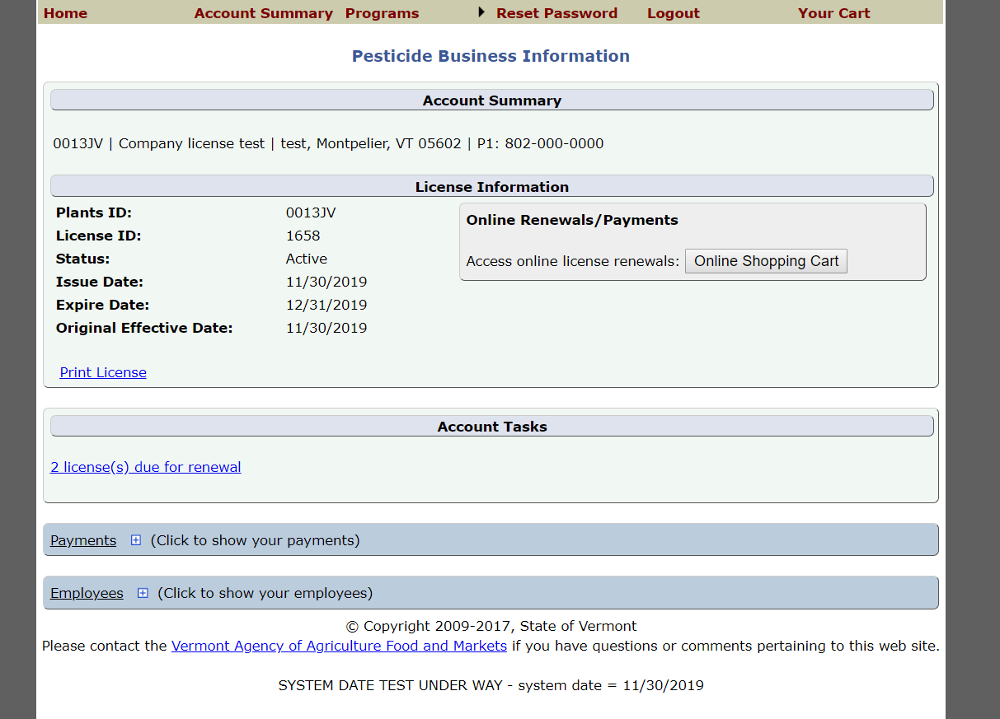 Home Account Summary Programs Reset Password Logout Your Cart
Pesticide Business Information
Account Summary
0013JV | Company license test | test, Montpelier, VT 05602 | P1: 802-000-0000
License Information
Plants ID: 0013JV
License ID: 1658
Status: Active
Issue Date: 11/30/2019
Expire Date: 12/31/2019
Original Effective Date: 11/30/2019
Online Renewals/Payments
Access online license renewals: Online Shopping Cart
Print License
Account Tasks
2 license(s) due for renewal
Payments (Click to show your payments)
Employees (Click to show your employees)
© Copyright 2009-2017, State of Vermont
Please contact the Vermont Agency of Agriculture Food and Markets if you have questions or comments pertaining to this web site.
SYSTEM DATE TEST UNDER WAY - system date = 11/30/2019